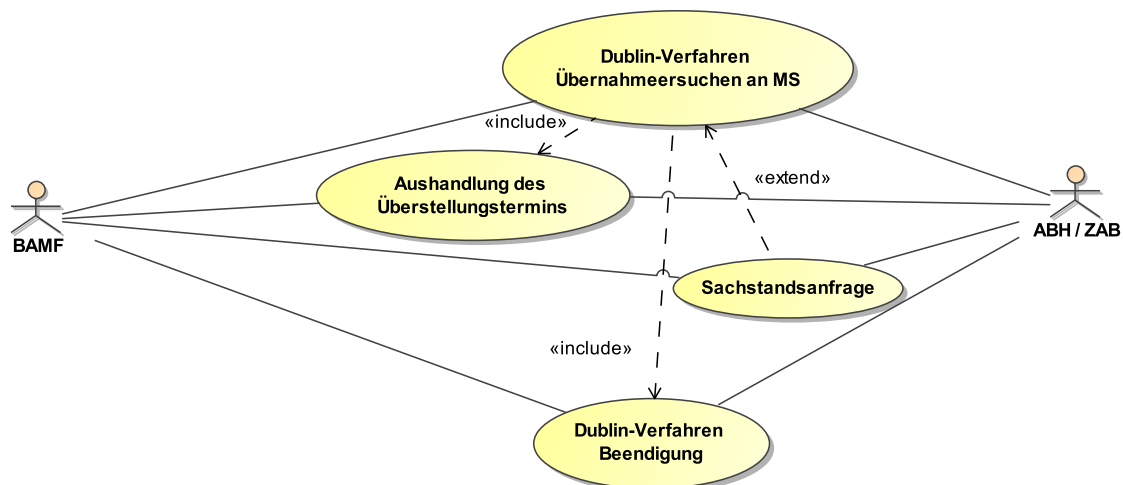 Dublin-Verfahren
Übernahmeersuchen an MS
«include»
Aushandlung des
Überstellungstermins
«extend»
BAMF
ABH / ZAB
Sachstandsanfrage
«include»
Dublin-Verfahren
Beendigung